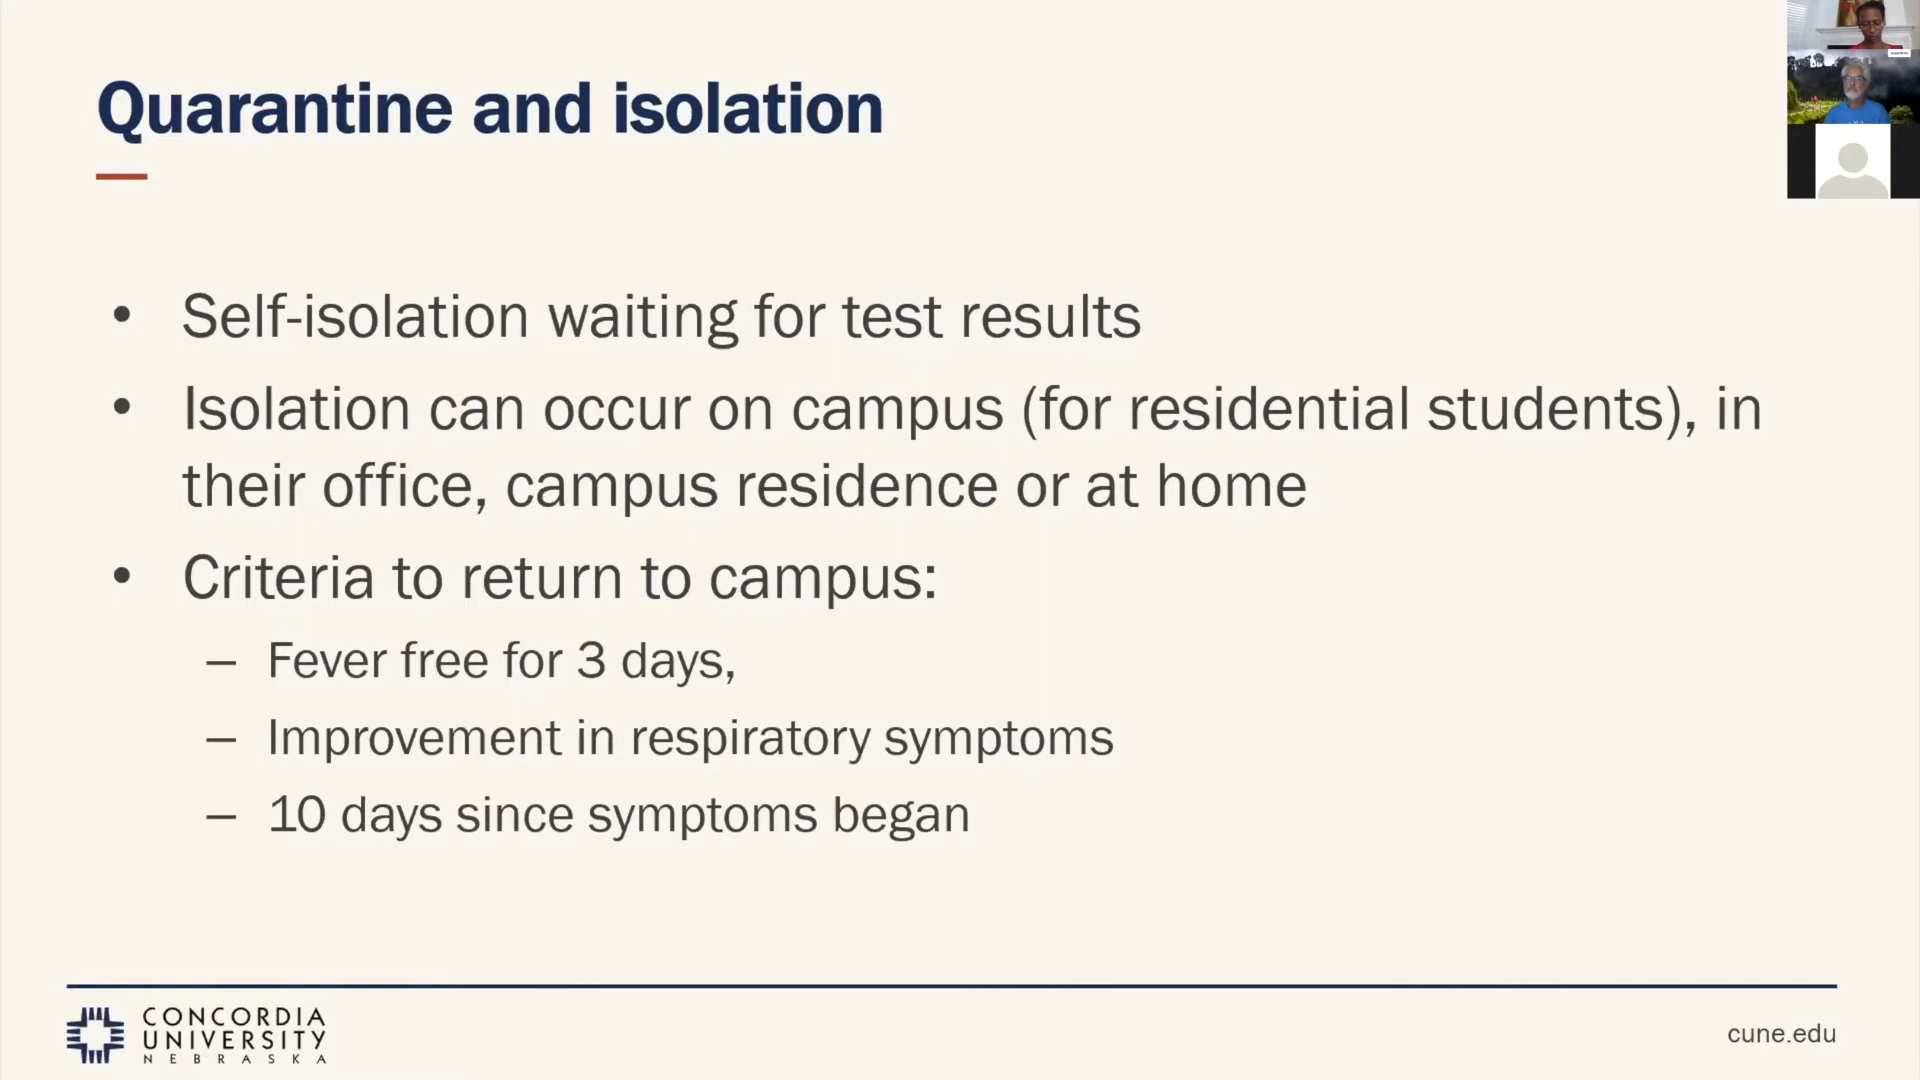 Quarantine and isolation
• Self-isolation waiting for test results
• Isolation can occur on campus (for residential students), in
their office, campus residence or at home
• Criteria to return to campus:
– Fever free for 3 days,
– Improvement in respiratory symptoms
– 10 days since symptoms began
CONCORDIA
UNIVERSITY
NEBRASKA
cune.edu